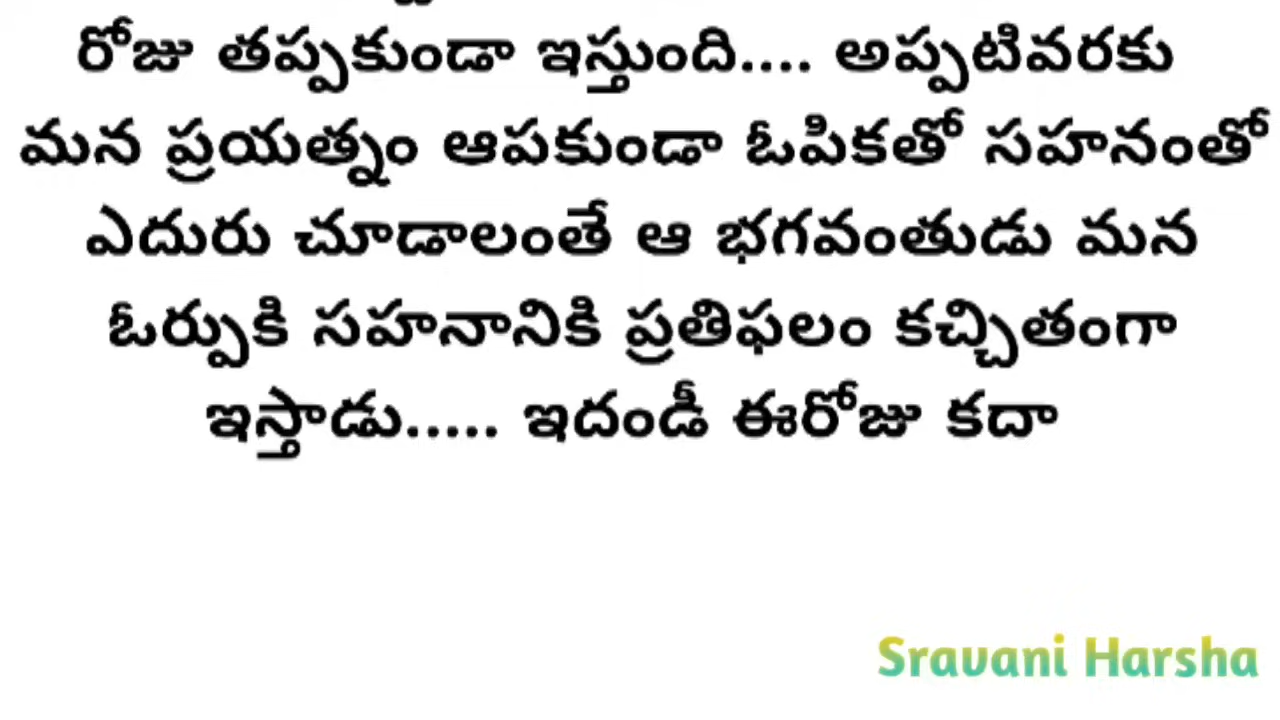 రోజు తప్పకుండా ఇస్తుంది.... అప్పటివరకు
మన ప్రయత్నం ఆపకుండా ఓపికతో సహనంతో
ఎదురు చూడాలంతే ఆ భగవంతుడు మన
ఓర్పుకి సహనానికి ప్రతిఫలం కచ్చితంగా
ఇస్తాడు..... ఇదండీ ఈరోజు కదా
Sravani Harsha